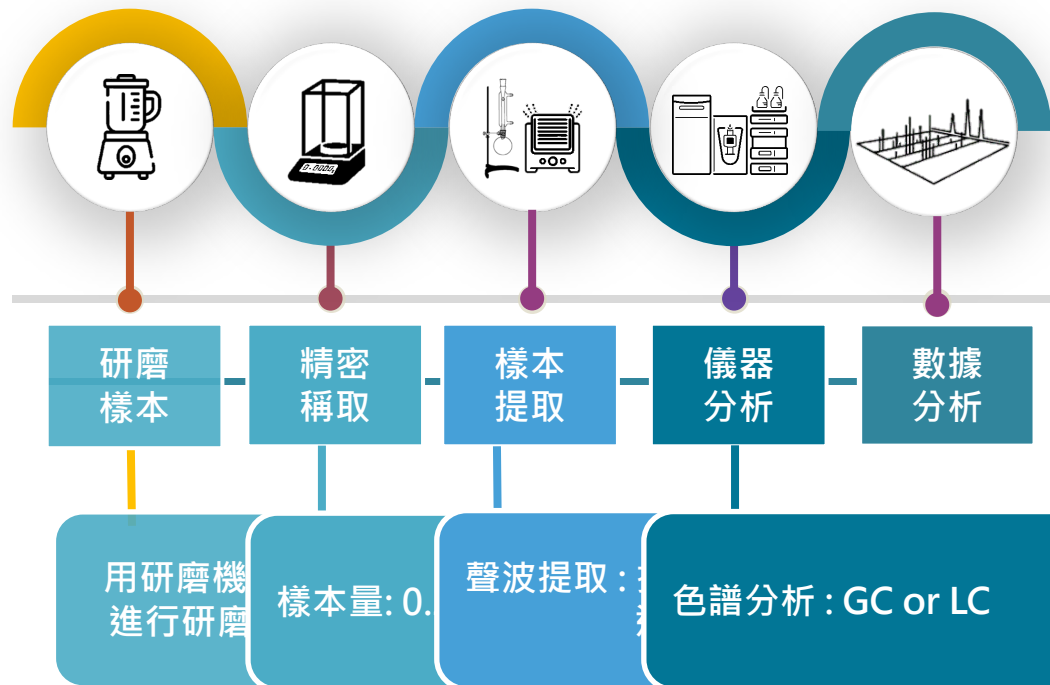 0.0000
研磨
樣本
精密
稱取
樣本
提取
儀器
分析
數據
分析
用研磨機
進行研磨
樣本量: 0.
聲波提取 :
色譜分析 : GC or LC